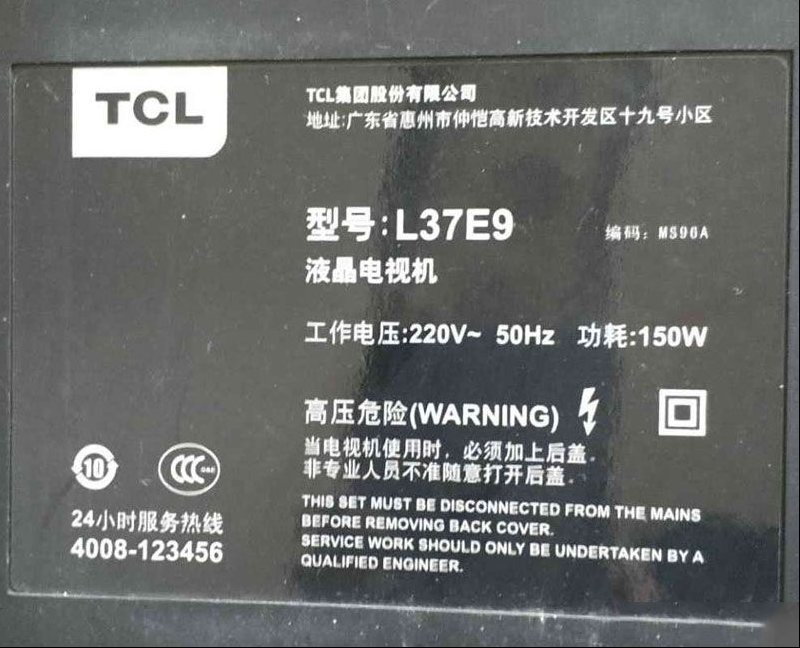 TCL
TCL集团股份有限公司
地址:广东省惠州市仲恺高新技术开发区十九号小区
型号:L37E9
编码: MS90A
液晶电视机
工作电压:220V~ 50Hz 功耗:150W
高压危险(WARNING)
当电视机使用时，必须加上后盖。
非专业人员不准随意打开后盖。
THIS SET MUST BE DISCONNECTED FROM THE MAINS
BEFORE REMOVING BACK COVER.
SERVICE WORK SHOULD ONLY BE UNDERTAKEN BY A
QUALIFIED ENGINEER.
10
CCC
24小时服务热线
4008-123456